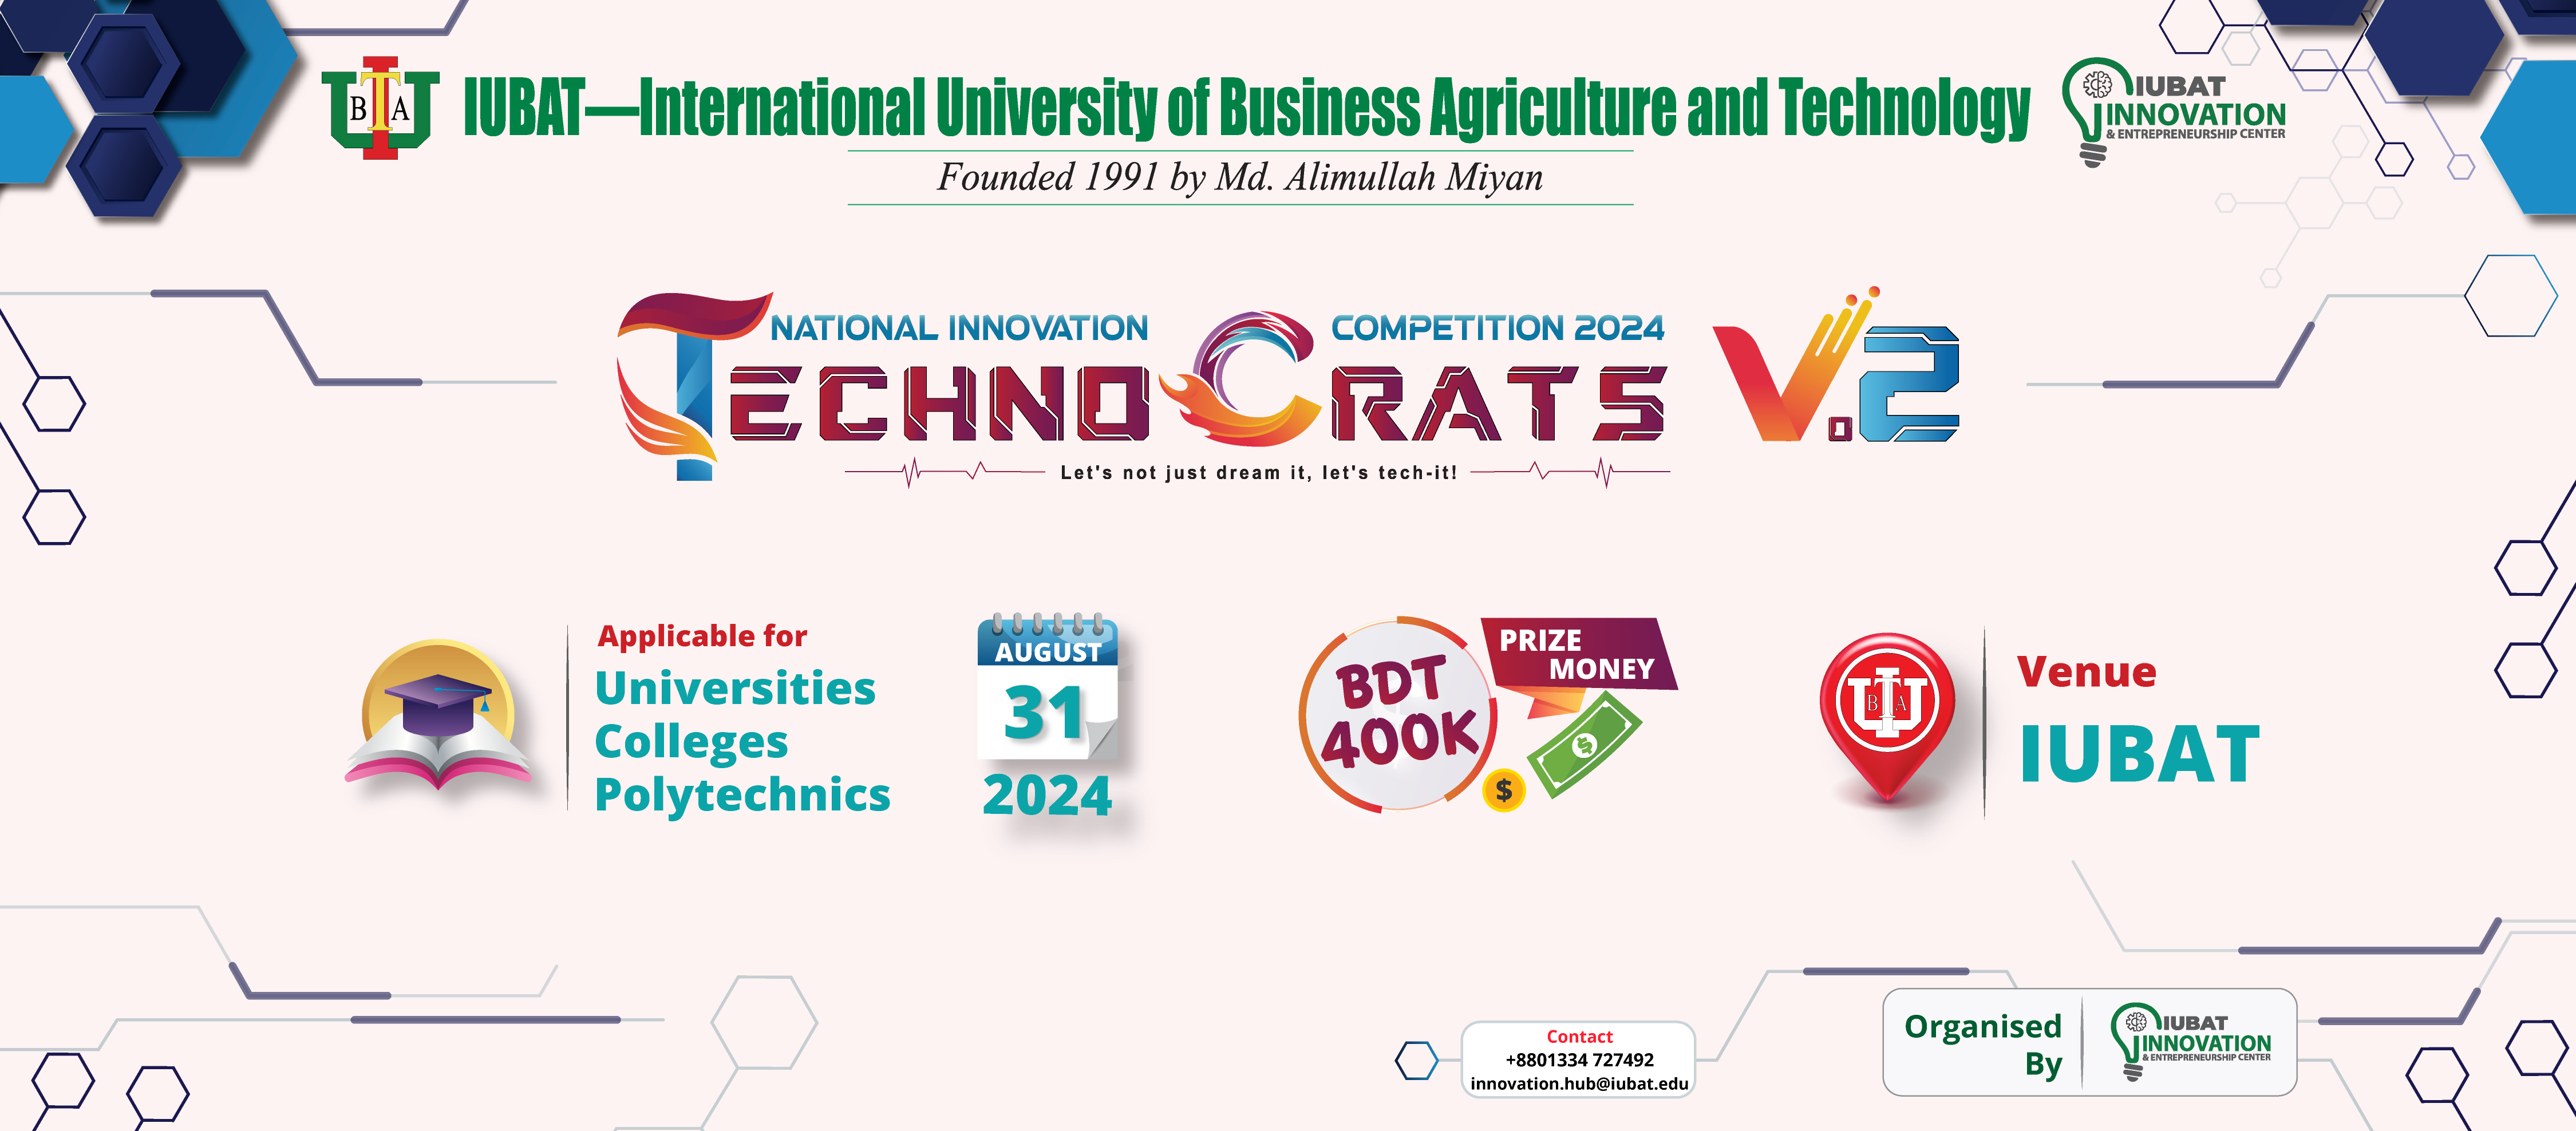 IUBAT—International University of Business Agriculture and Technology
Founded 1991 by Md. Alimullah Miyan
IUBAT
INNOVATION
& ENTREPRENEURSHIP CENTER
NATIONAL INNOVATION COMPETITION 2024
TECHNOCRATS V.2
Let's not just dream it, let's tech-it!
Applicable for
Universities
Colleges
Polytechnics
AUGUST
31
2024
BDT
400K
PRIZE
MONEY
$
$
IUBAT
Venue
IUBAT
Contact
+8801334 727492
innovation.hub@iubat.edu
Organised
By
IUBAT
INNOVATION
& ENTREPRENEURSHIP CENTER